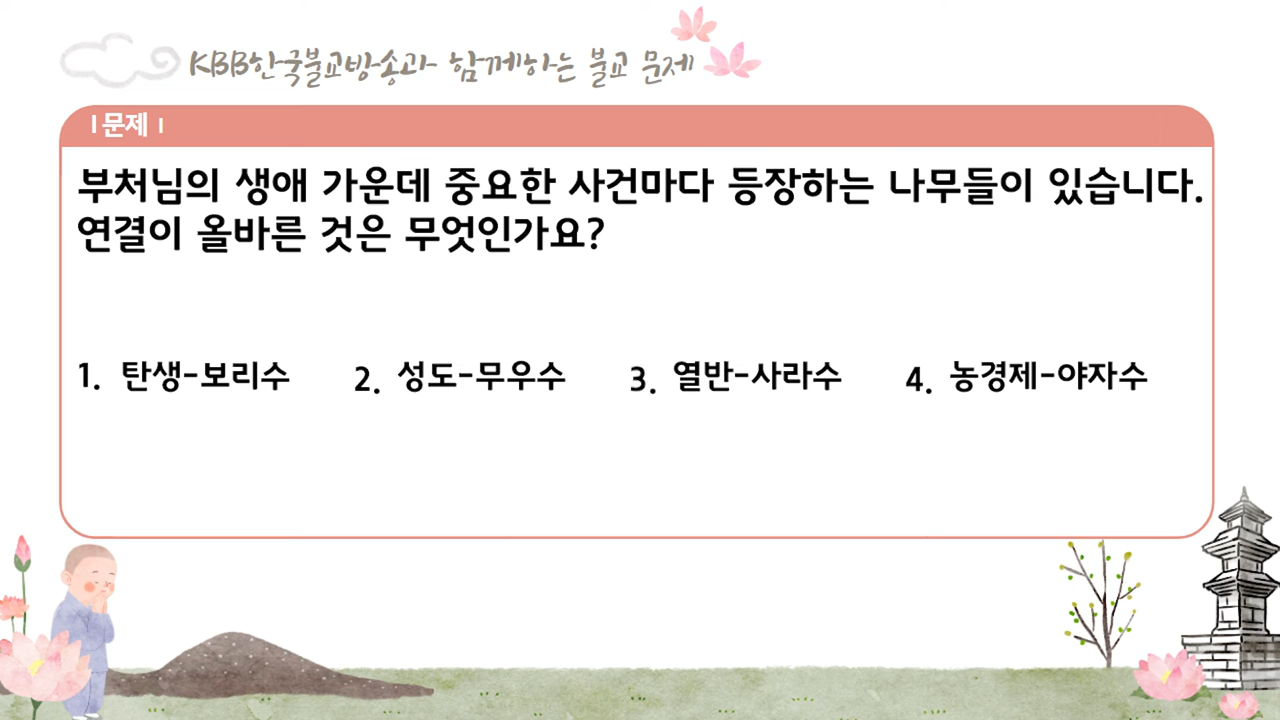 KBB한국불교방송과 함께하는 불교 문제
| 문제 |
부처님의 생애 가운데 중요한 사건마다 등장하는 나무들이 있습니다.
연결이 올바른 것은 무엇인가요?
1. 탄생-보리수 2. 성도-무우수 3. 열반-사라수 4. 농경제-야자수